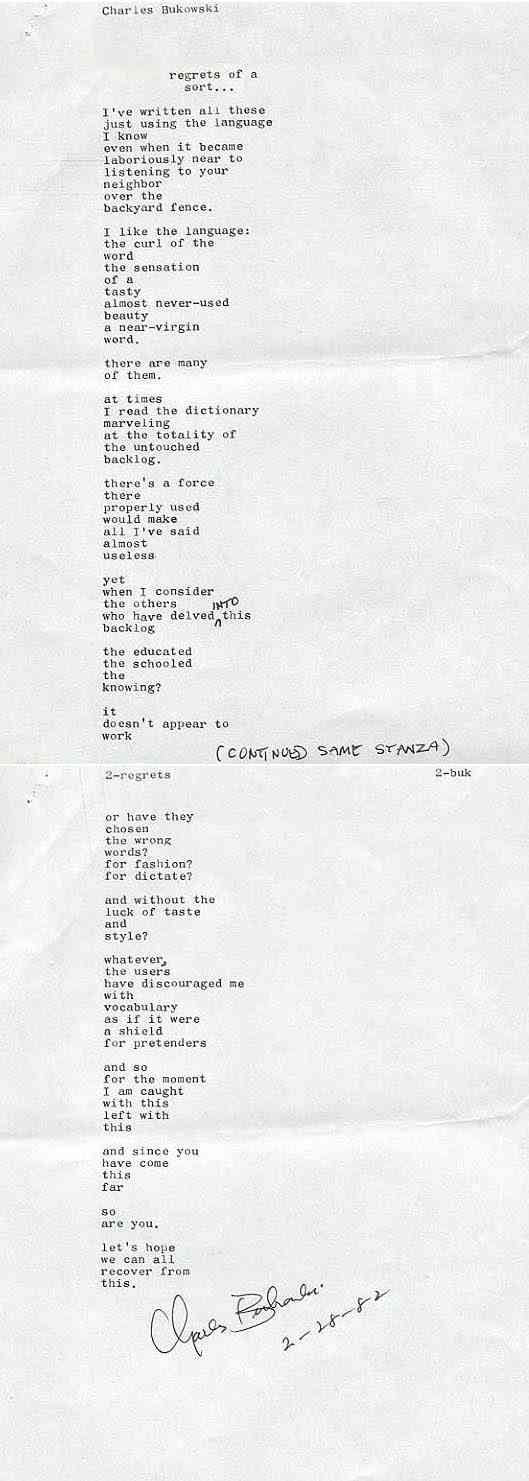 Charles Bukowski
regrets of a
sort...
I've written all these
just using the language
I know
even when it became
laboriously near to
listening to your
neighbor
over the
backyard fence.
I like the language:
the curl of the
word
the sensation
of a
tasty
almost never-used
beauty
a near-virgin
word.
there are many
of them.
at times
I read the dictionary
marveling
at the totality of
the untouched
backlog.
there's a force
there
properly used
would make
all I've said
almost
useless
yet
when I consider
the others
who have delved INTO this
backlog
the educated
the schooled
the
knowing?
it
doesn't appear to
work
(CONTINUED SAME STANZA)
2-regrets 2-buk
or have they
chosen
the wrong
words?
for fashion?
for dictate?
and without the
luck of taste
and
style?
whatever,
the users
have discouraged me
with
vocabulary
as if it were
a shield
for pretenders
and so
for the moment
I am caught
with this
left with
this
and since you
have come
this
far
so
are you.
let's hope
we can all
recover from
this.
Charles Bukowski.
2-28-82